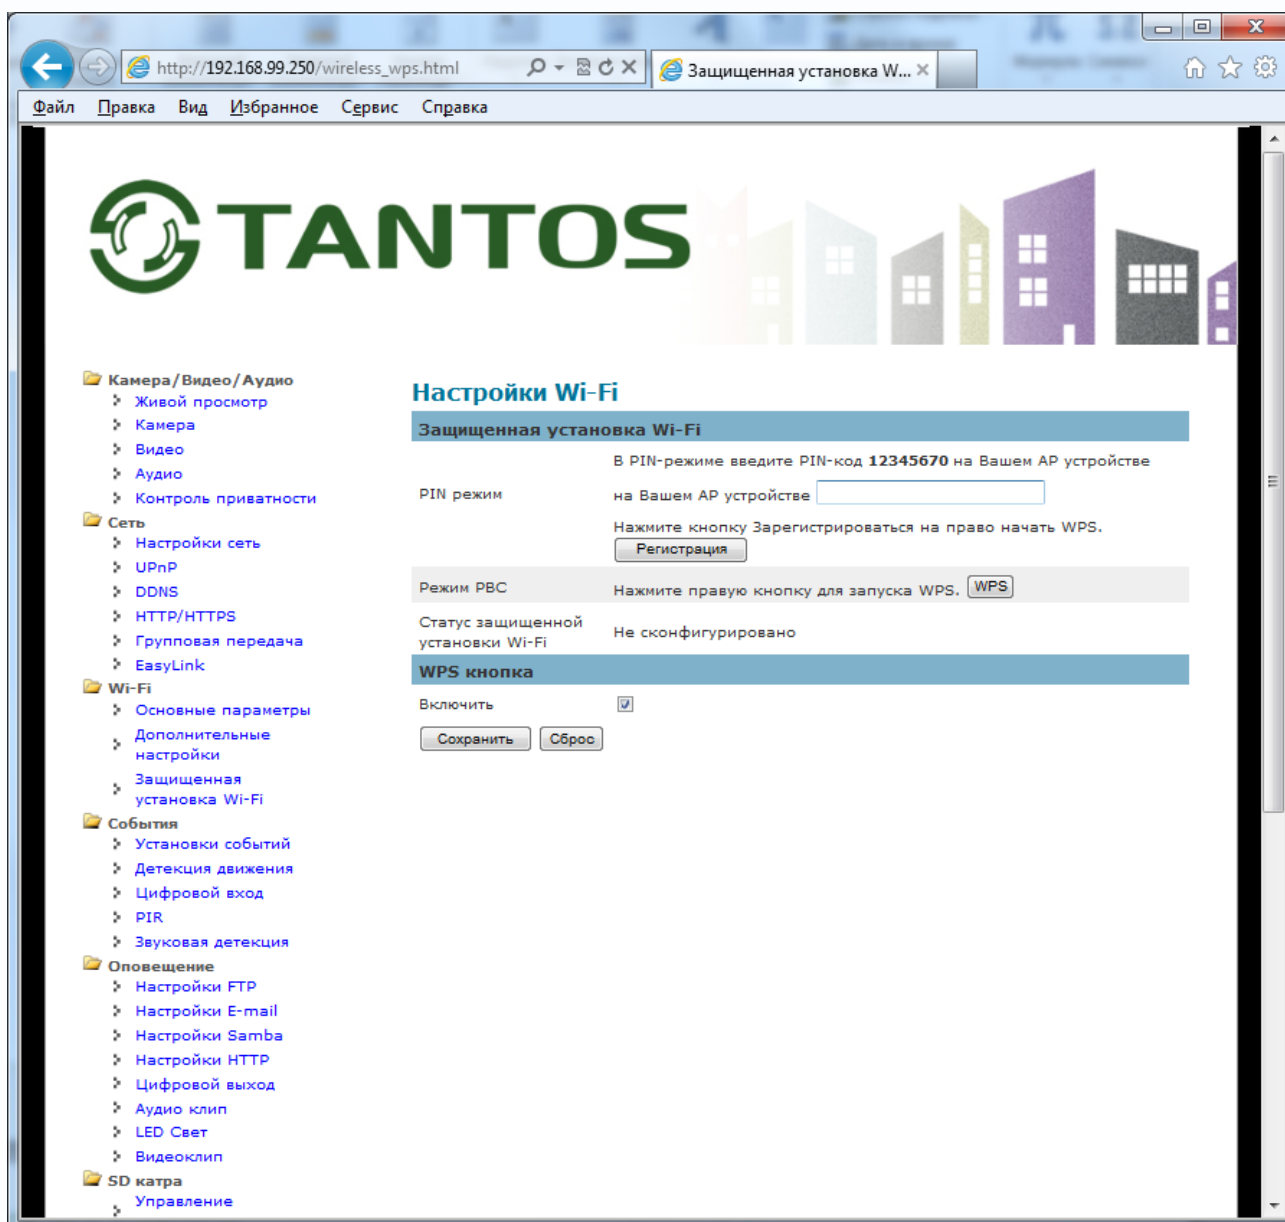 http://192.168.99.250/wireless_wps.html
Защищенная установка W...
Файл Правка Вид Избранное Сервис Справка
TANTOS
Камера/Видео/Аудио
Живой просмотр
Камера
Видео
Аудио
Контроль приватности
Сеть
Настройки сеть
UPnP
DDNS
HTTP/HTTPS
Групповая передача
EasyLink
Wi-Fi
Основные параметры
Дополнительные
настройки
Защищенная
установка Wi-Fi
События
Установки событий
Детекция движения
Цифровой вход
PIR
Звуковая детекция
Оповещение
Настройки FTP
Настройки E-mail
Настройки Samba
Настройки HTTP
Цифровой выход
Аудио клип
LED Свет
Видеоклип
SD катра
Управление
Настройки Wi-Fi
Защищенная установка Wi-Fi
PIN режим
В PIN-режиме введите PIN-код 12345670 на Вашем AP устройстве
на Вашем AP устройстве
Нажмите кнопку Зарегистрироваться на право начать WPS.
Регистрация
Режим PBC
Нажмите правую кнопку для запуска WPS. WPS
Статус защищенной
установки Wi-Fi
Не сконфигурировано
WPS кнопка
Включить
Сохранить Сброс